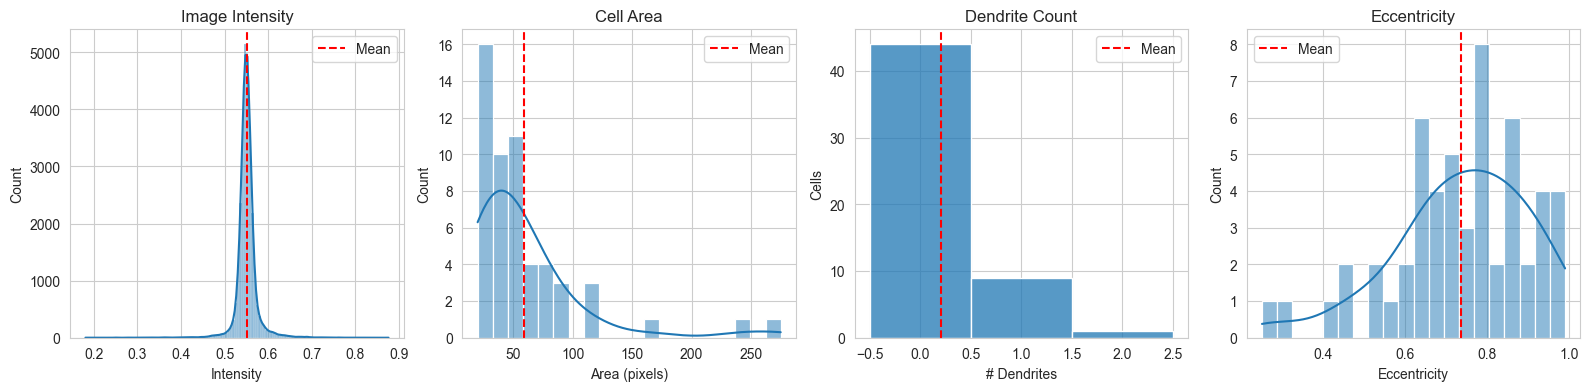 Image Intensity
Mean
5000
4000
3000
2000
1000
0
Count
0.2 0.3 0.4 0.5 0.6 0.7 0.8 0.9
Intensity
Cell Area
Mean
16
14
12
10
8
6
4
2
0
Count
50 100 150 200 250
Area (pixels)
Dendrite Count
Mean
40
30
20
10
0
Cells
−0.5 0.0 0.5 1.0 1.5 2.0 2.5
# Dendrites
Eccentricity
Mean
8
7
6
5
4
3
2
1
0
Count
0.4 0.6 0.8 1.0
Eccentricity